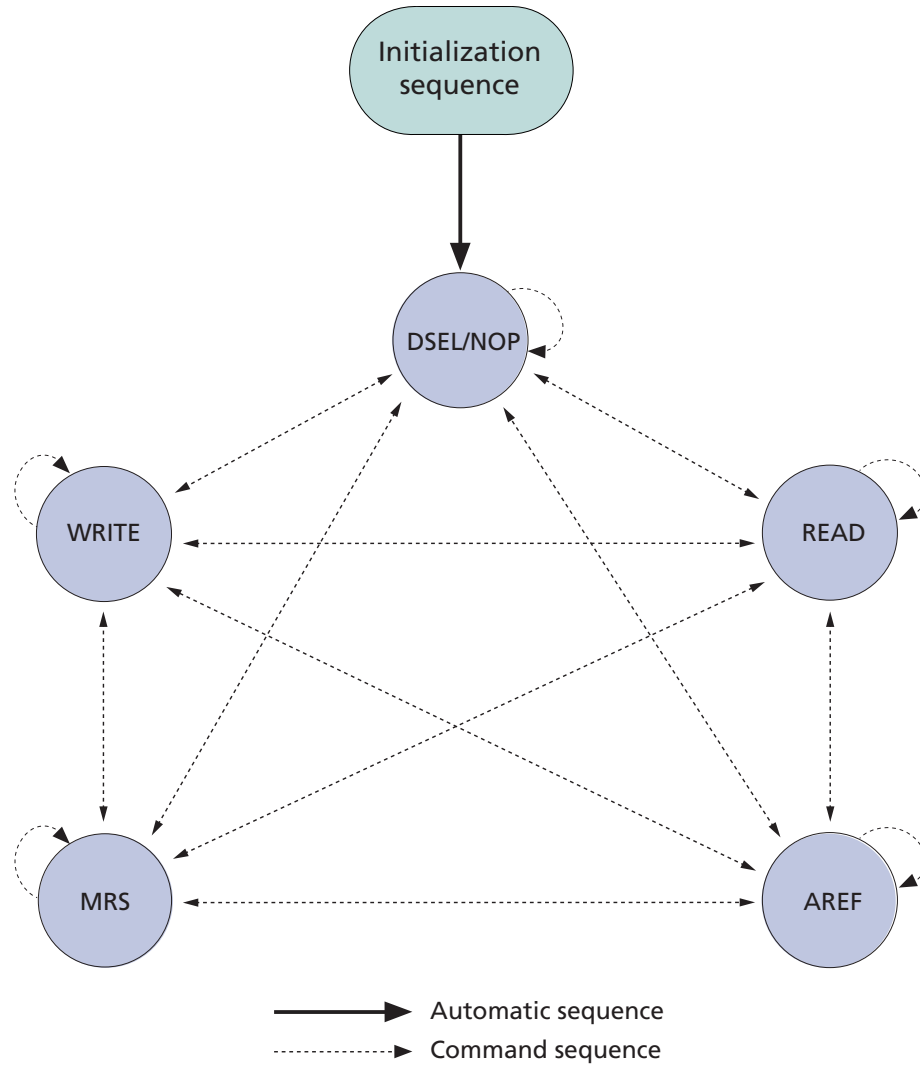 Initialization
sequence
DSEL/NOP
WRITE
READ
MRS
AREF
Automatic sequence
Command sequence